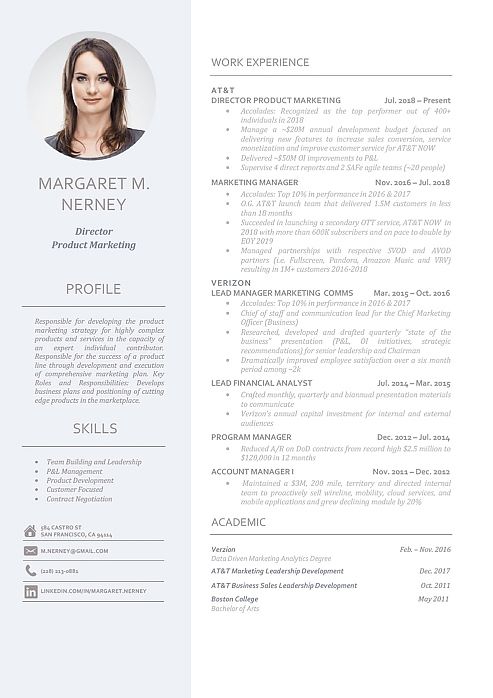 MARGARET M.
NERNEY
Director
Product Marketing
PROFILE
Responsible for developing the product
marketing strategy for highly complex
products and services in the capacity of
an expert individual contributor.
Responsible for the success of a product
line through development and execution
of comprehensive marketing plan. Key
Roles and Responsibilities: Develops
business plans and positioning of cutting
edge products in the marketplace.
SKILLS
• Team Building and Leadership
• P&L Management
• Product Development
• Customer Focused
• Contract Negotiation
584 CASTRO ST
SAN FRANCISCO, CA 94114
M.NERNEY@GMAIL.COM
(228) 213-0881
LINKEDIN.COM/IN/MARGARET.NERNEY
WORK EXPERIENCE
AT&T
DIRECTOR PRODUCT MARKETING Jul. 2018 – Present
• Accolades: Recognized as the top performer out of 400+
individuals in 2018
• Manage a ~$20M annual development budget focused on
delivering new features to increase sales conversion, service
monetization and improve customer service for AT&T NOW
• Delivered ~$50M OI improvements to P&L
• Supervise 4 direct reports and 2 SAFe agile teams (~20 people)
MARKETING MANAGER Nov. 2016 – Jul. 2018
• Accolades: Top 10% in performance in 2016 & 2017
• O.G. AT&T launch team that delivered 1.5M customers in less
than 18 months
• Succeeded in launching a secondary OTT service, AT&T NOW in
2018 with more than 600K subscribers and on pace to double by
EOY 2019
• Managed partnerships with respective SVOD and AVOD
partners (i.e. Fullscreen, Pandora, Amazon Music and VRV)
resulting in 1M+ customers 2016-2018
VERIZON
LEAD MANAGER MARKETING COMMS Mar. 2015 – Oct. 2016
• Accolades: Top 10% in performance in 2016 & 2017
• Chief of staff and communication lead for the Chief Marketing
Officer (Business)
• Researched, developed and drafted quarterly "state of the
business" presentation (P&L, OI initiatives, strategic
recommendations) for senior leadership and Chairman
• Dramatically improved employee satisfaction over a six month
period among ~2k
LEAD FINANCIAL ANALYST Jul. 2014 – Mar. 2015
• Crafted monthly, quarterly and biannual presentation materials
to communicate
• Verizon's annual capital investment for internal and external
audiences
PROGRAM MANAGER Dec. 2012 – Jul. 2014
• Reduced A/R on DoD contracts from record high $2.5 million to
$120,000 in 12 months
ACCOUNT MANAGER I Nov. 2011 – Dec. 2012
• Maintained a $3M, 200 mile, territory and directed internal
team to proactively sell wireline, mobility, cloud services, and
mobile applications and grew declining module by 20%
ACADEMIC
Verzion Feb. – Nov. 2016
Data Driven Marketing Analytics Degree
AT&T Marketing Leadership Development Dec. 2017
AT&T Business Sales Leadership Development Oct. 2011
Boston College May 2011
Bachelor of Arts